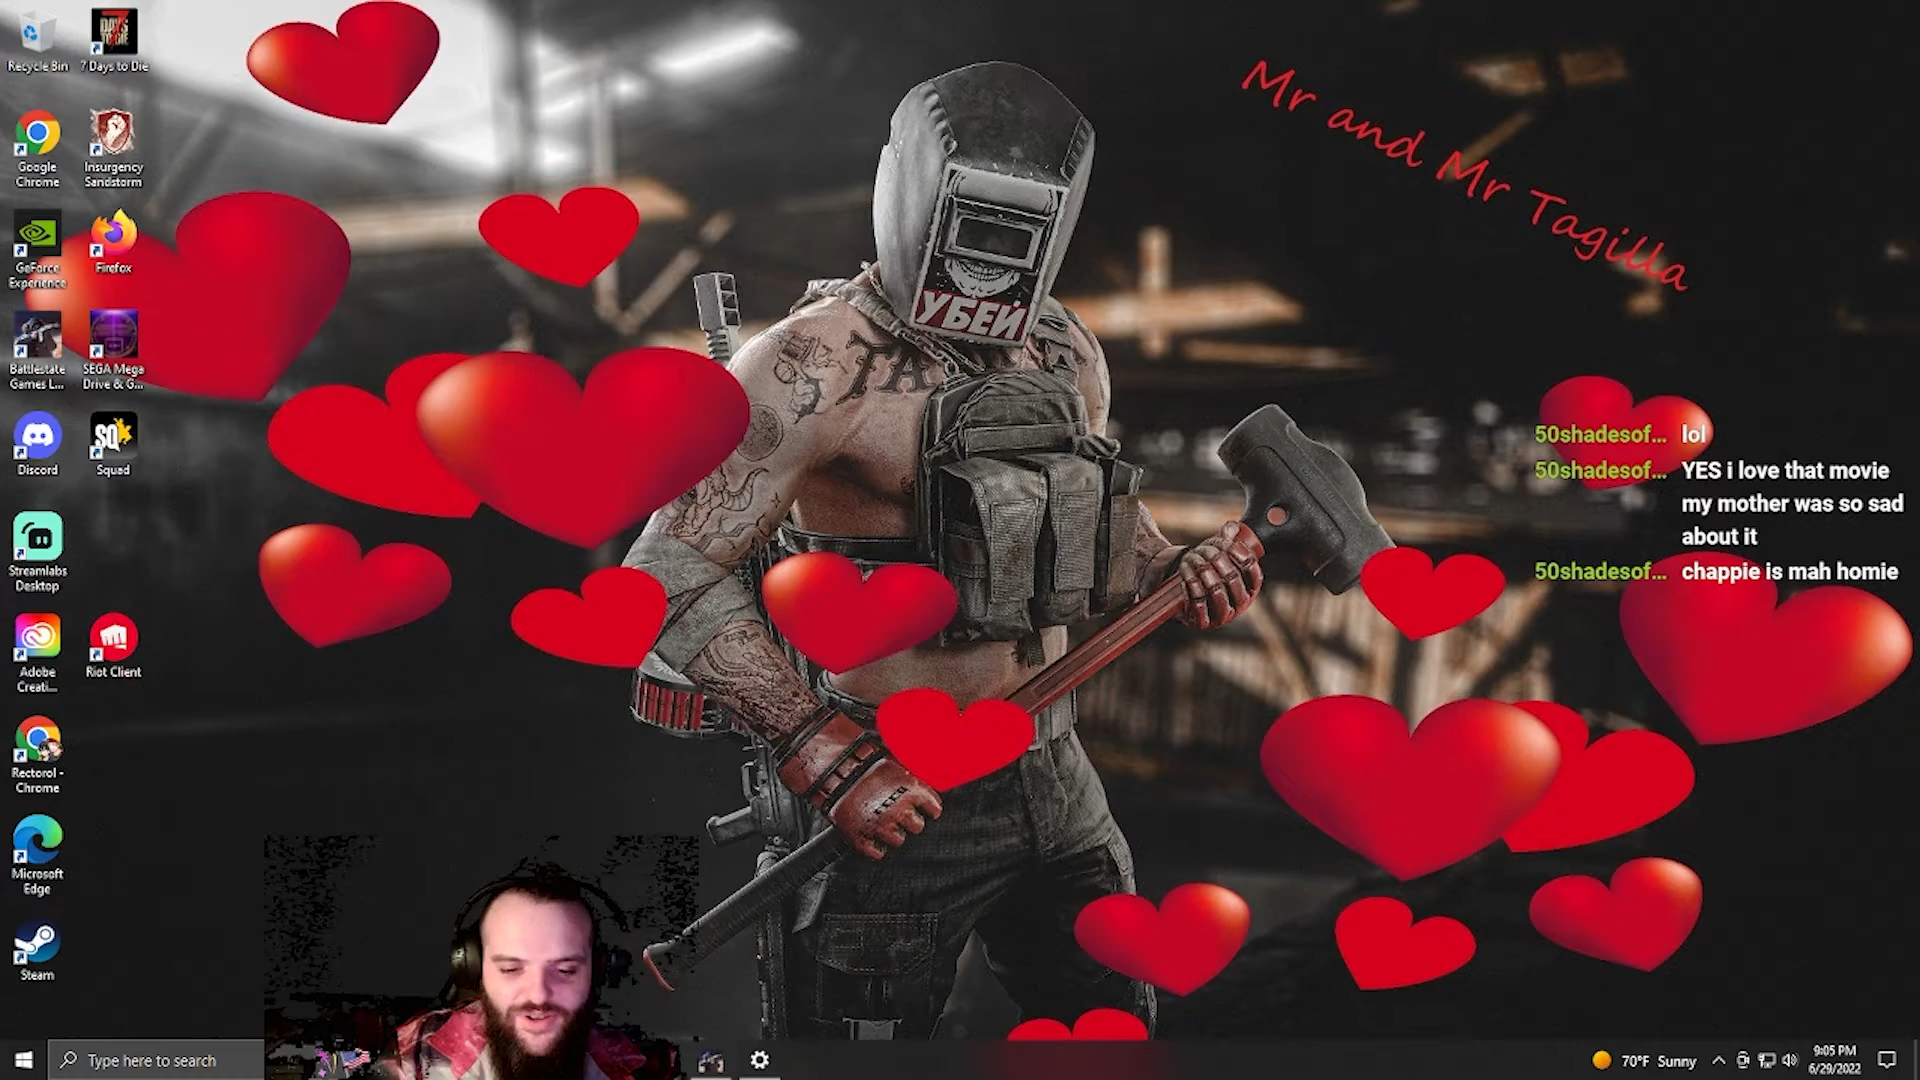 Recycle Bin
7 Days to Die
Google
Chrome
Insurgency
Sandstorm
GeForce
Experience
Firefox
Battlestate
Games L...
SEGA Mega
Drive & G...
Discord
Squad
Streamlabs
Desktop
Adobe
Creati...
Riot Client
Rectorol -
Chrome
Microsoft
Edge
Steam
Mr and Mr Tagilla
УБЕЙ
TA
50shadesof... lol
50shadesof... YES i love that movie
my mother was so sad
about it
50shadesof... chappie is mah homie
Type here to search
70°F Sunny
9:05 PM
6/29/2022